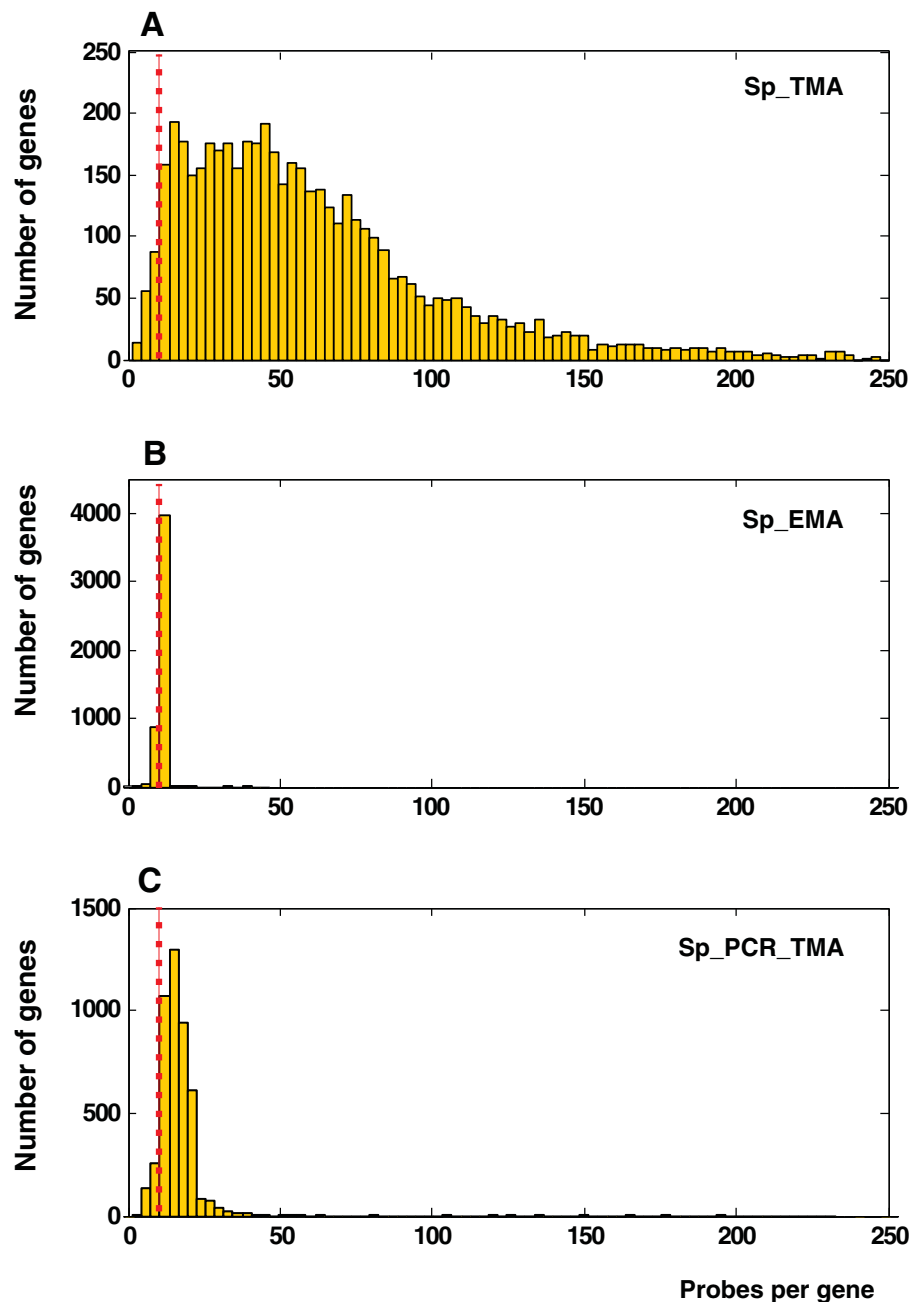 A
Sp_TMA
Number of genes
250
200
150
100
50
0
0 50 100 150 200 250
B
Sp_EMA
Number of genes
4000
3000
2000
1000
0
0 50 100 150 200 250
C
Sp_PCR_TMA
Number of genes
1500
1000
500
0
0 50 100 150 200 250
Probes per gene